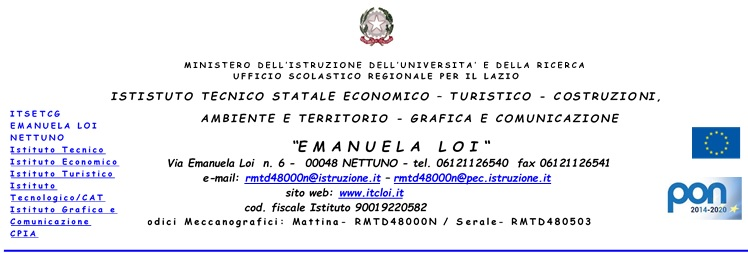 MINISTERO DELL'ISTRUZIONE DELL'UNIVERSITA' E DELLA RICERCA
UFFICIO SCOLASTICO REGIONALE PER IL LAZIO
ISTISTUTO TECNICO STATALE ECONOMICO – TURISTICO - COSTRUZIONI,
AMBIENTE E TERRITORIO - GRAFICA E COMUNICAZIONE
"EMANUELA LOI"
Via Emanuela Loi n. 6 - 00048 NETTUNO – tel. 06121126540 fax 06121126541
e-mail: rmtd48000n@istruzione.it – rmtd48000n@pec.istruzione.it
sito web: www.itcloi.it
cod. fiscale Istituto 90019220582
odici Meccanografici: Mattina- RMTD48000N / Serale- RMTD480503
ITSETCG
EMANUELA LOI
NETTUNO
Istituto Tecnico
Istituto Economico
Istituto Turistico
Istituto
Tecnologico/CAT
Istituto Grafica e
Comunicazione
CPIA
pon
2014-2020